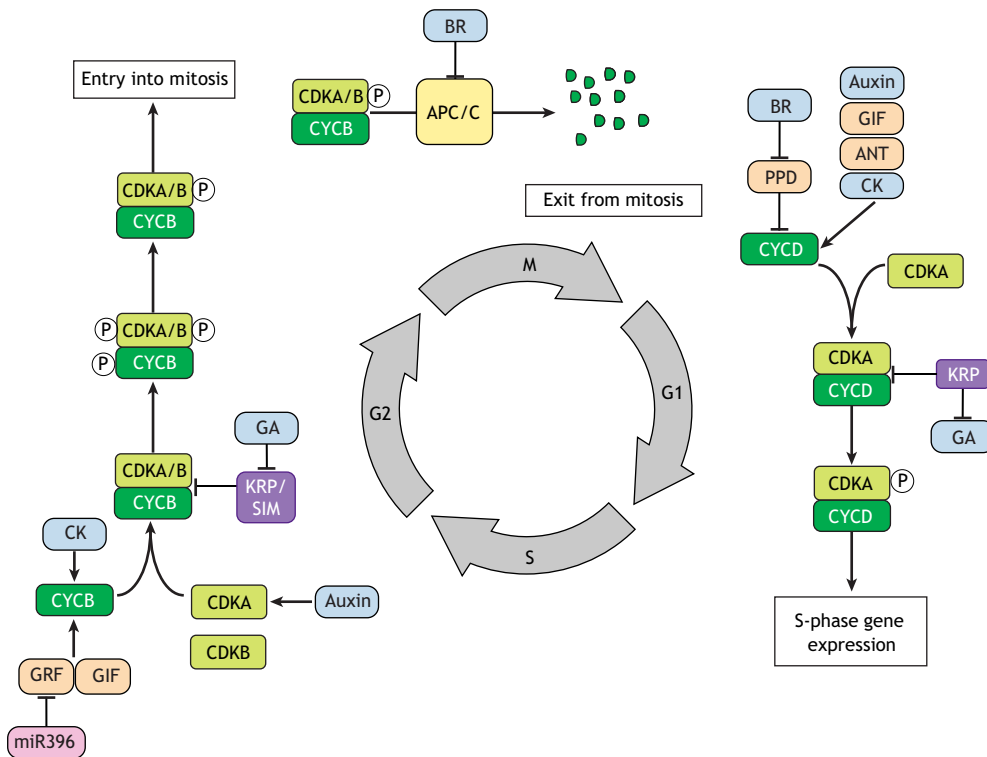 BR
Entry into mitosis
CDKA/B P
CYCB
APC/C
Auxin
GIF
ANT
CK
BR
PPD
CYCD
CDKA
Exit from mitosis
CDKA/B P
CYCB
M
P CDKA/B P
P CYCB
CDKA
CYCD
KRP
GA
G1
G2
GA
CDKA/B
CYCB
KRP/
SIM
CDKA P
CYCD
S
CK
CYCB
CDKA
Auxin
CDKB
S-phase gene
expression
GRF
GIF
miR396